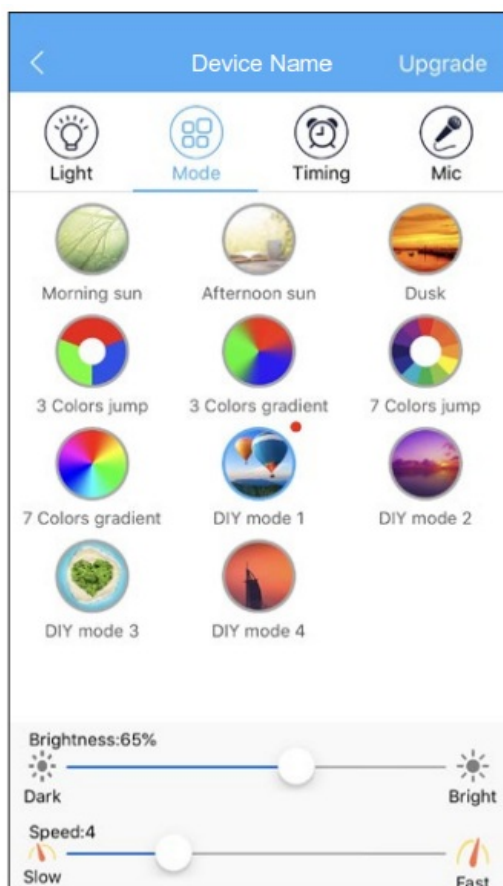 Device Name Upgrade
Light Mode Timing Mic
Morning sun Afternoon sun Dusk
3 Colors jump 3 Colors gradient 7 Colors jump
7 Colors gradient DIY mode 1 DIY mode 2
DIY mode 3 DIY mode 4
Brightness:65%
Dark Bright
Speed:4
Slow Fast